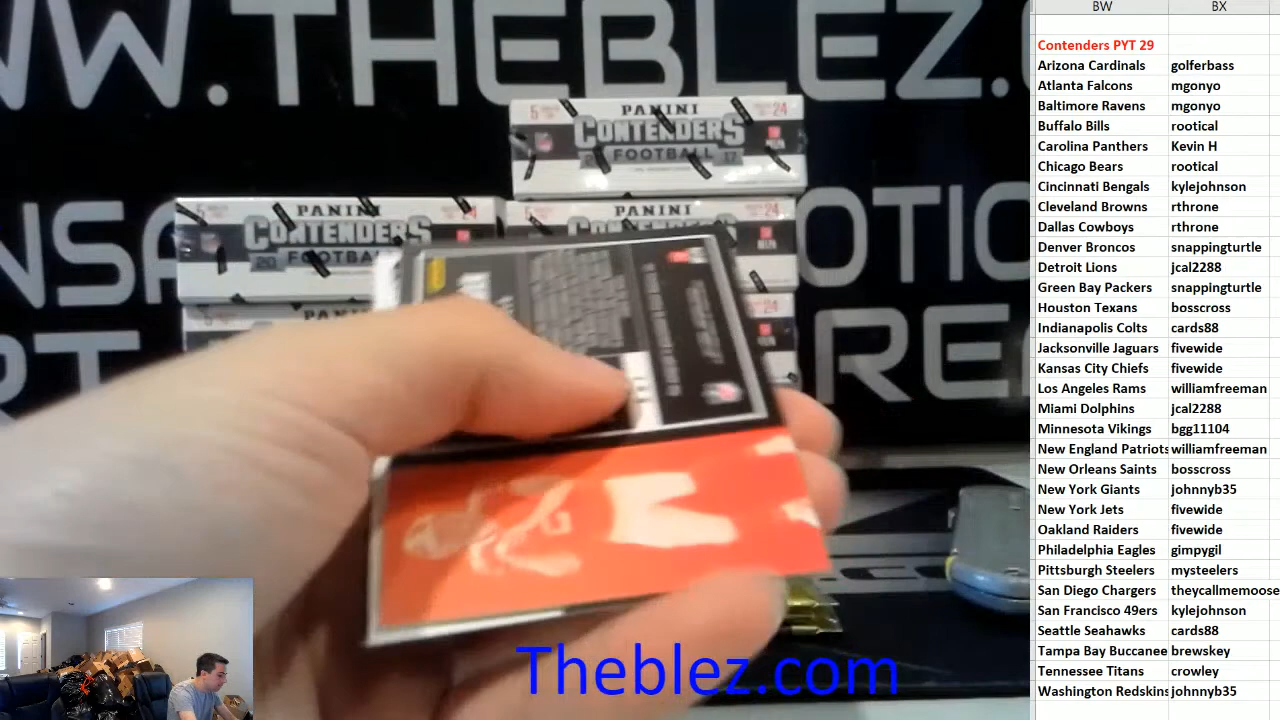 WW.THEBLEZ.
5 24
PANINI
CONTENDERS
FOOTBALL
20 17
PANINI
CONTENDERS
FOOTBALL
20
PANINI
24
CONTENDERS
Theblez.com
BW BX
Contenders PYT 29
Arizona Cardinals golferbass
Atlanta Falcons mgonyo
Baltimore Ravens mgonyo
Buffalo Bills rootical
Carolina Panthers Kevin H
Chicago Bears rootical
Cincinnati Bengals kylejohnson
Cleveland Browns rthrone
Dallas Cowboys rthrone
Denver Broncos snappingturtle
Detroit Lions jcal2288
Green Bay Packers snappingturtle
Houston Texans bosscross
Indianapolis Colts cards88
Jacksonville Jaguars fivewide
Kansas City Chiefs fivewide
Los Angeles Rams williamfreeman
Miami Dolphins jcal2288
Minnesota Vikings bgg11104
New England Patriots williamfreeman
New Orleans Saints bosscross
New York Giants johnnyb35
New York Jets fivewide
Oakland Raiders fivewide
Philadelphia Eagles gimpygil
Pittsburgh Steelers mysteelers
San Diego Chargers theycallmemoose
San Francisco 49ers kylejohnson
Seattle Seahawks cards88
Tampa Bay Buccanee brewskey
Tennessee Titans crowley
Washington Redskins johnnyb35